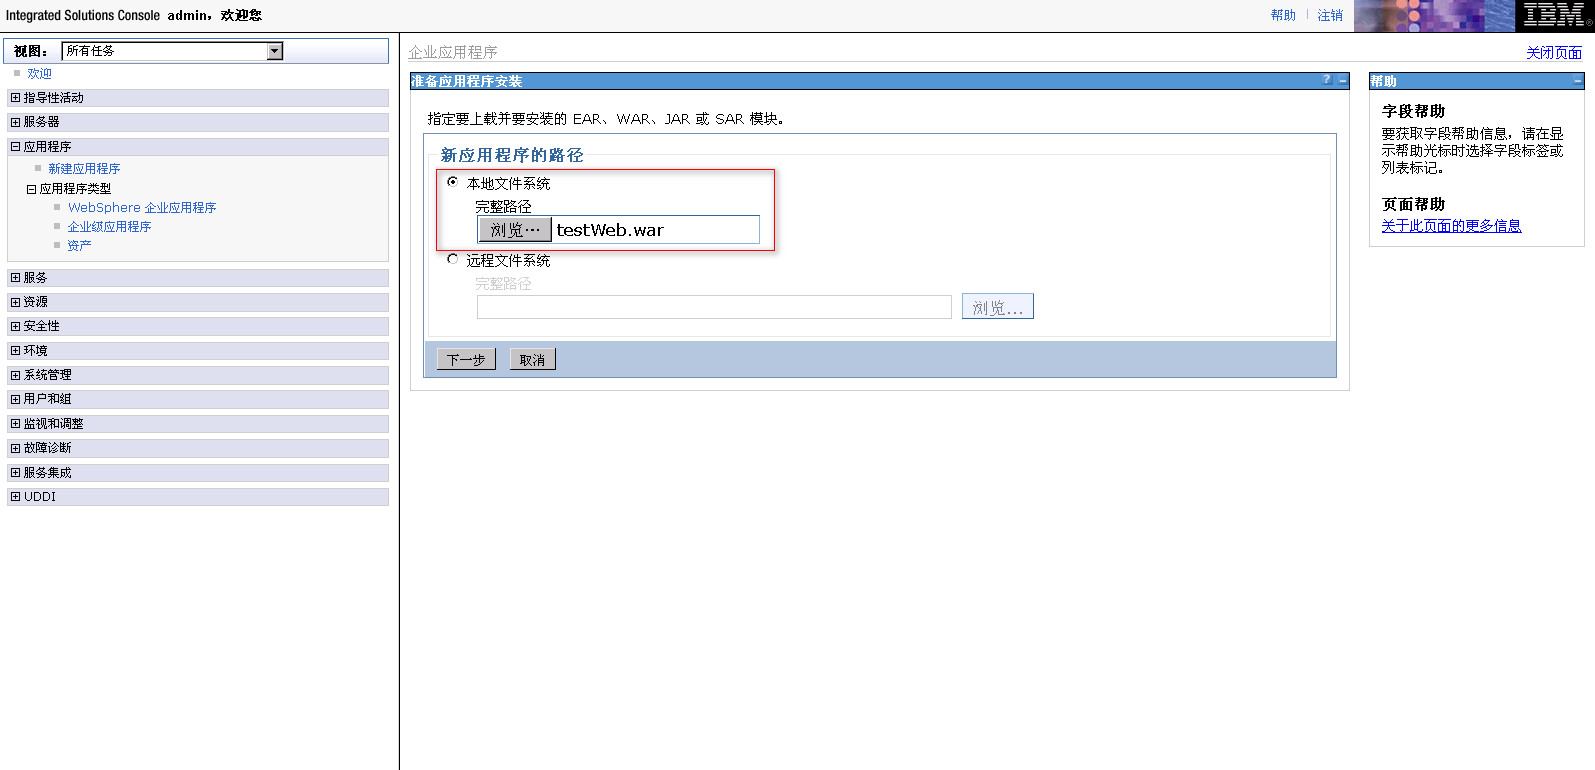 Integrated Solutions Console admin，欢迎您
帮助 注销
IBM
视图： 所有任务
欢迎
指导性活动
服务器
应用程序
新建应用程序
应用程序类型
WebSphere 企业应用程序
企业级应用程序
资产
服务
资源
安全性
环境
系统管理
用户和组
监视和调整
故障诊断
服务集成
UDDI
企业应用程序
关闭页面
准备应用程序安装
指定要上载并要安装的 EAR、WAR、JAR 或 SAR 模块。
新应用程序的路径
本地文件系统
完整路径
浏览… testWeb.war
远程文件系统
完整路径
浏览...
下一步 取消
帮助
字段帮助
要获取字段帮助信息，请在显
示帮助光标时选择字段标签或
列表标记。
页面帮助
关于此页面的更多信息